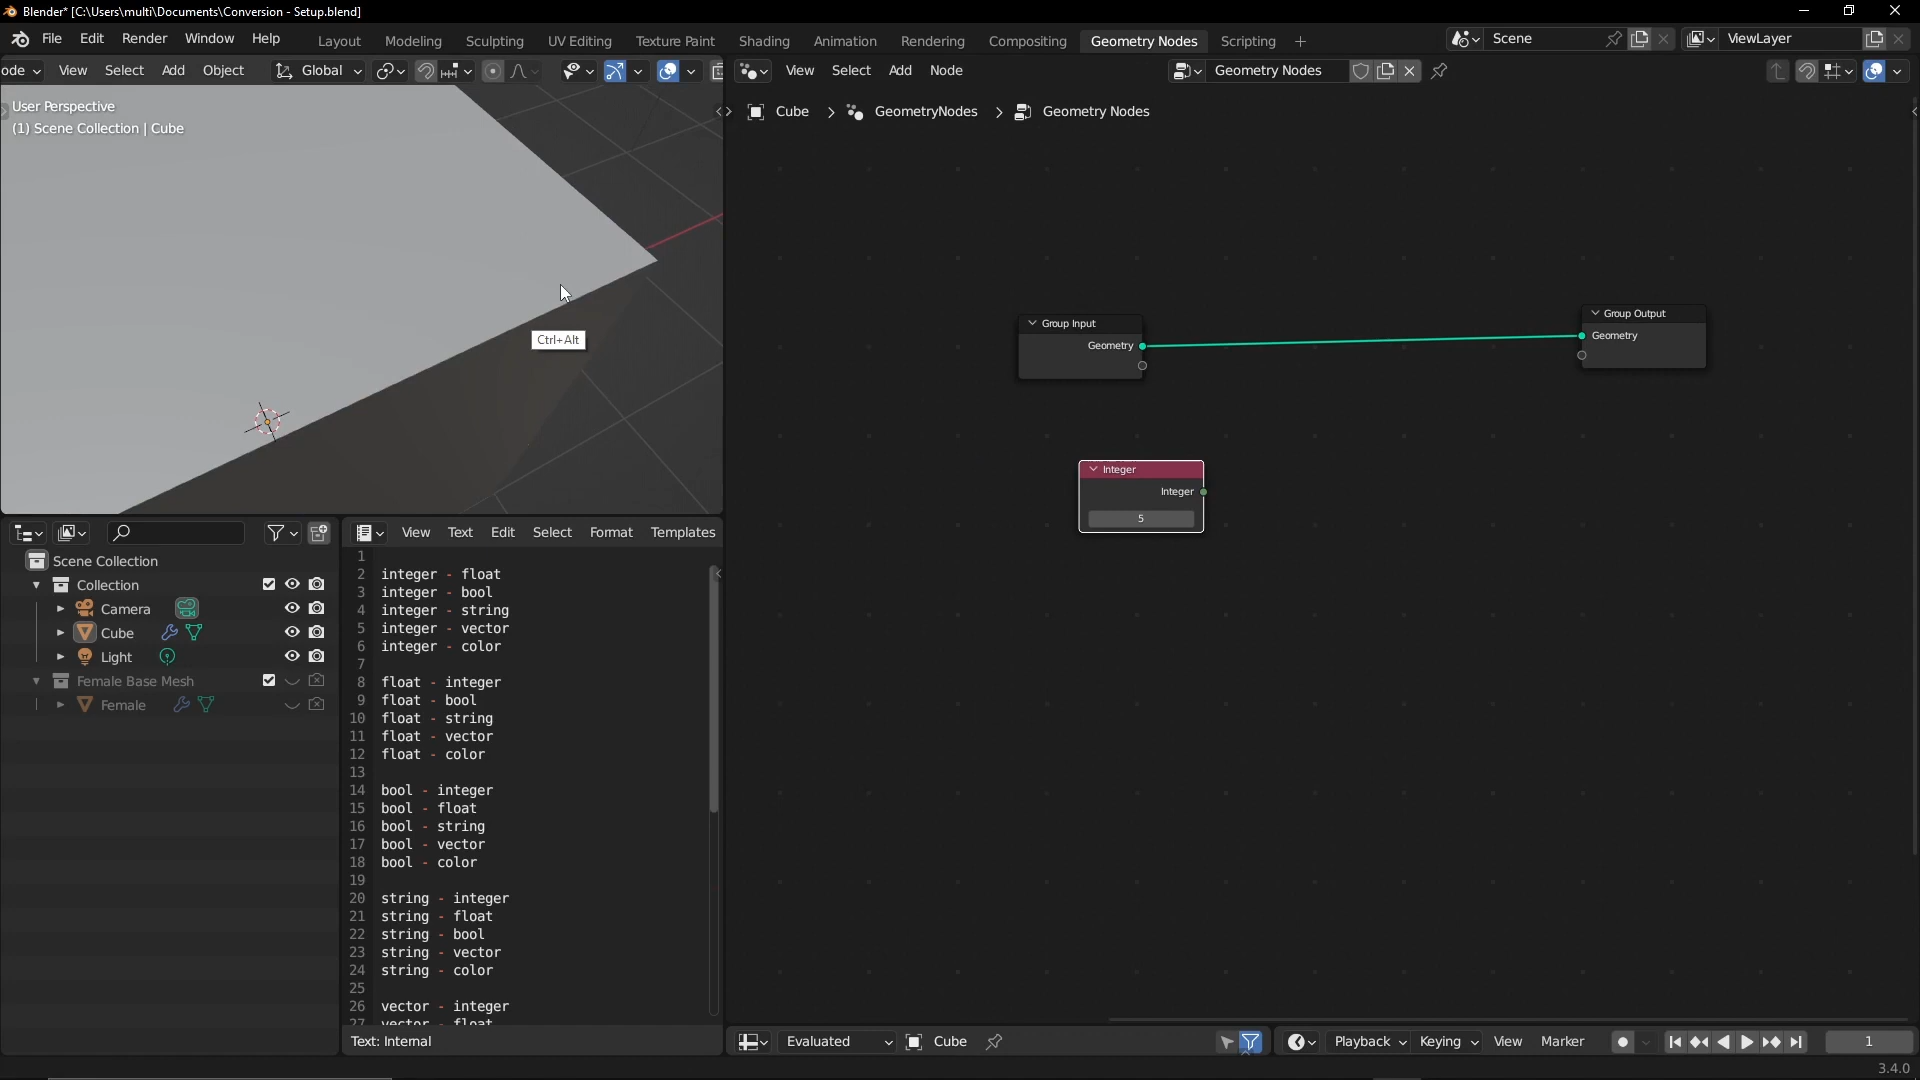 Blender* [C:\Users\multi\Documents\Conversion - Setup.blend]
File Edit Render Window Help Layout Modeling Sculpting UV Editing Texture Paint Shading Animation Rendering Compositing Geometry Nodes Scripting + Scene ViewLayer
ode View Select Add Object Global View Select Add Node Geometry Nodes
User Perspective
(1) Scene Collection | Cube
Cube > GeometryNodes > Geometry Nodes
Ctrl+Alt
Group Input
Geometry
Group Output
Geometry
Integer
Integer
5
Scene Collection
Collection
Camera
Cube
Light
Female Base Mesh
Female
View Text Edit Select Format Templates
1
2 integer - float
3 integer - bool
4 integer - string
5 integer - vector
6 integer - color
7
8 float - integer
9 float - bool
10 float - string
11 float - vector
12 float - color
13
14 bool - integer
15 bool - float
16 bool - string
17 bool - vector
18 bool - color
19
20 string - integer
21 string - float
22 string - bool
23 string - vector
24 string - color
25
26 vector - integer
27 vector - float
Text: Internal
Evaluated Cube Playback Keying View Marker 1
3.4.0